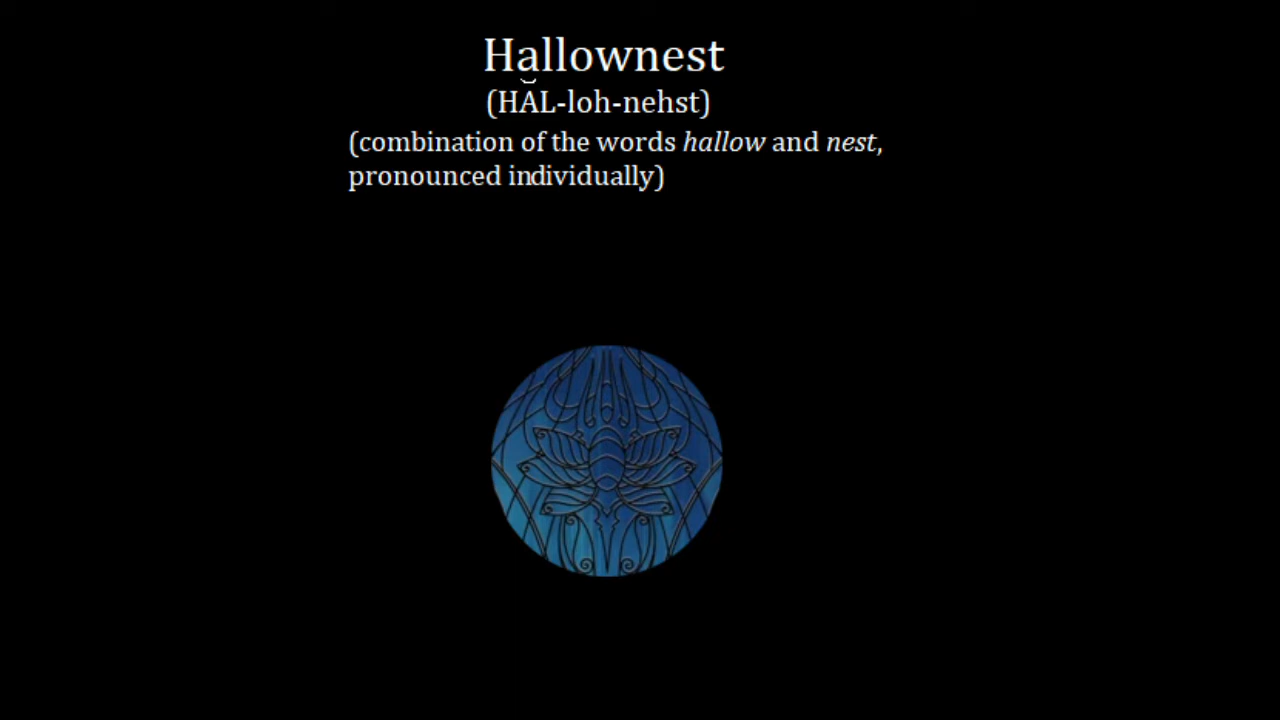 Hallownest
(HĂL-loh-nehst)
(combination of the words hallow and nest,
pronounced individually)